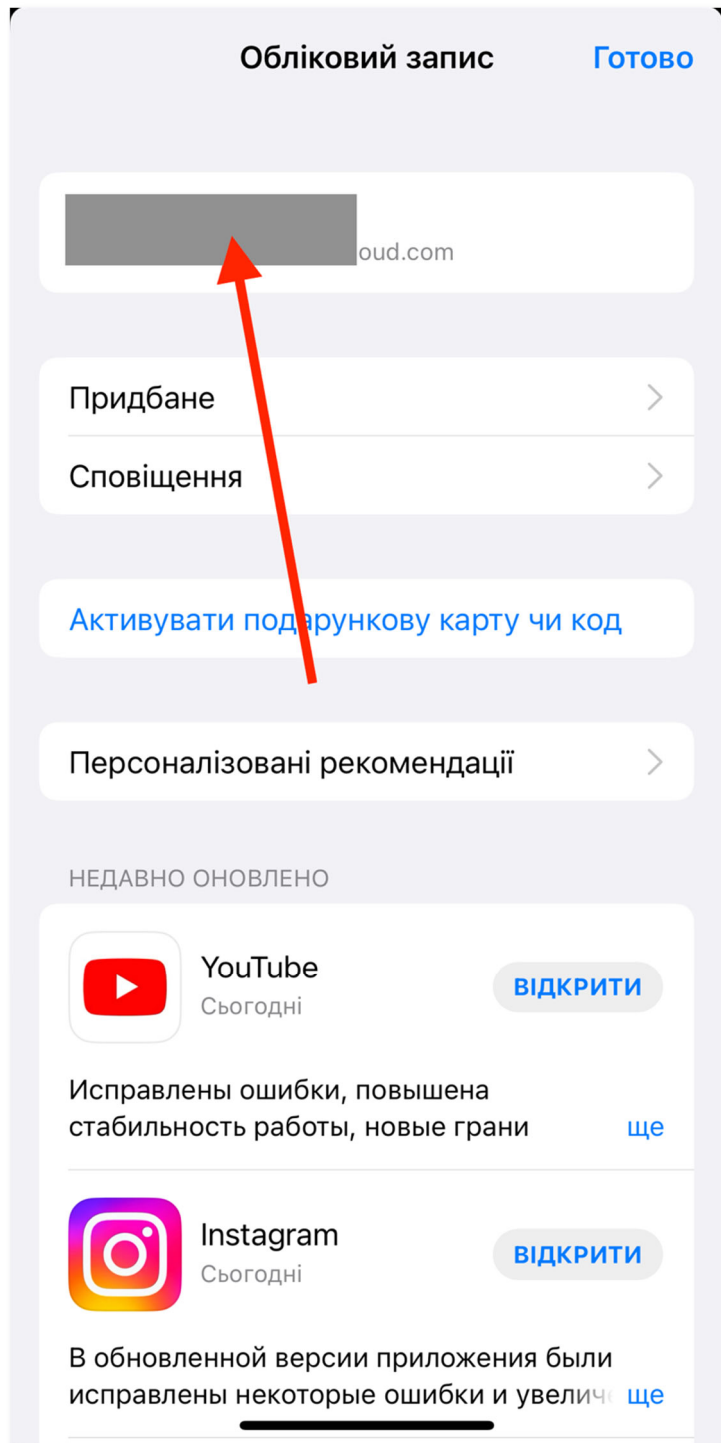 Обліковий запис Готово
oud.com
Придбане
Сповіщення
Активувати подарункову карту чи код
Персоналізовані рекомендації
НЕДАВНО ОНОВЛЕНО
YouTube
Сьогодні
ВІДКРИТИ
Исправлены ошибки, повышена
стабильность работы, новые грани ще
Instagram
Сьогодні
ВІДКРИТИ
В обновленной версии приложения были
исправлены некоторые ошибки и увелич ще